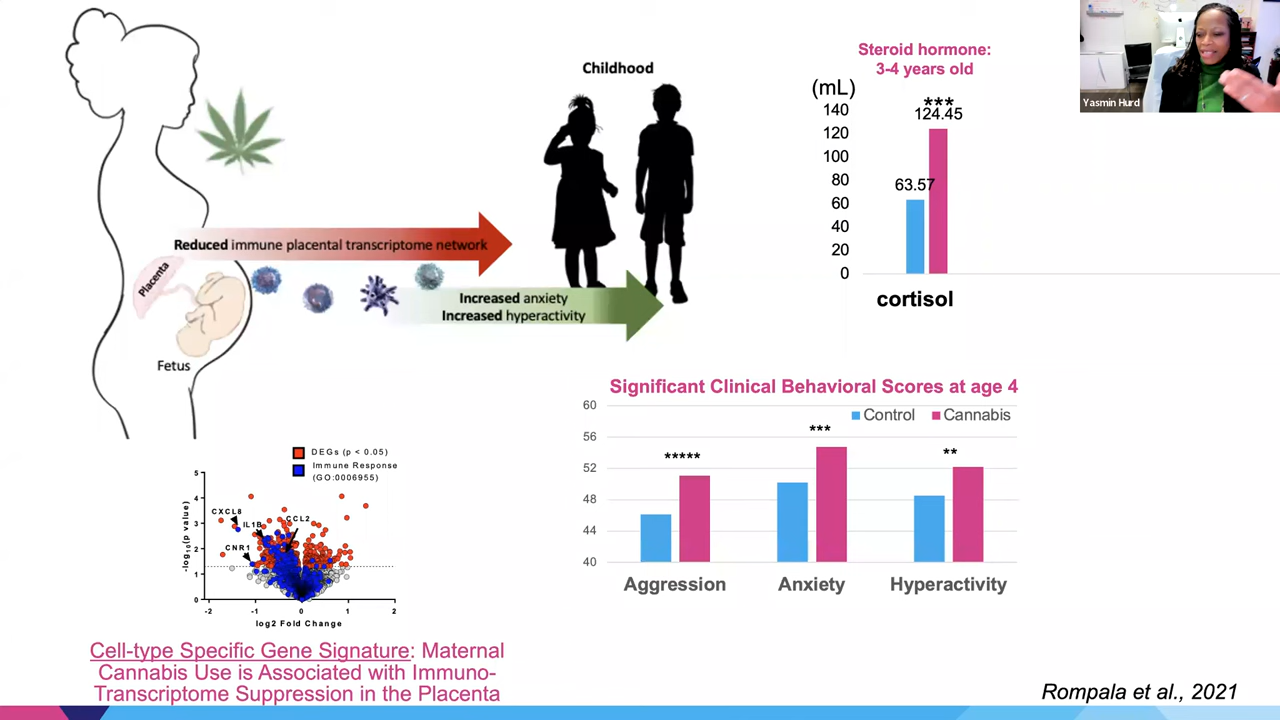 Childhood
Reduced immune placental transcriptome network
Placenta
Increased anxiety
Increased hyperactivity
Fetus
Steroid hormone:
3-4 years old
(mL)
140
120
100
80
60
40
20
0
***
124.45
63.57
cortisol
Yasmin Hurd
Significant Clinical Behavioral Scores at age 4
Control
Cannabis
60
56
52
48
44
40
*****
***
**
Aggression
Anxiety
Hyperactivity
DEGs (p < 0.05)
Immune Response
(GO:0006955)
-log10(p value)
5
4
3
2
1
0
CXCL8
IL1B
CCL2
CNR1
-2
-1
0
1
2
log2 Fold Change
Cell-type Specific Gene Signature: Maternal
Cannabis Use is Associated with Immuno-
Transcriptome Suppression in the Placenta
Rompala et al., 2021